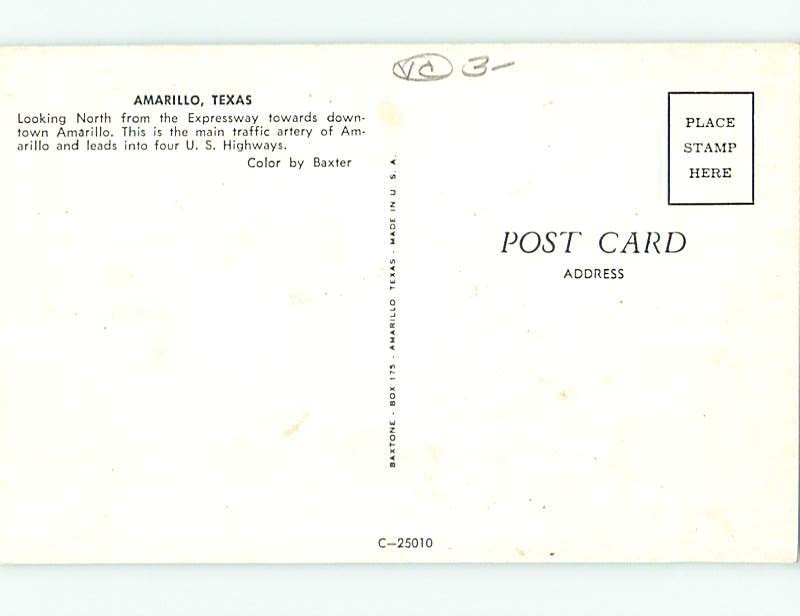 VC 3-
AMARILLO, TEXAS
Looking North from the Expressway towards down-
town Amarillo. This is the main traffic artery of Am-
arillo and leads into four U. S. Highways.
Color by Baxter
BAXTONE - BOX 175 - AMARILLO TEXAS - MADE IN U. S. A.
PLACE
STAMP
HERE
POST CARD
ADDRESS
C-25010